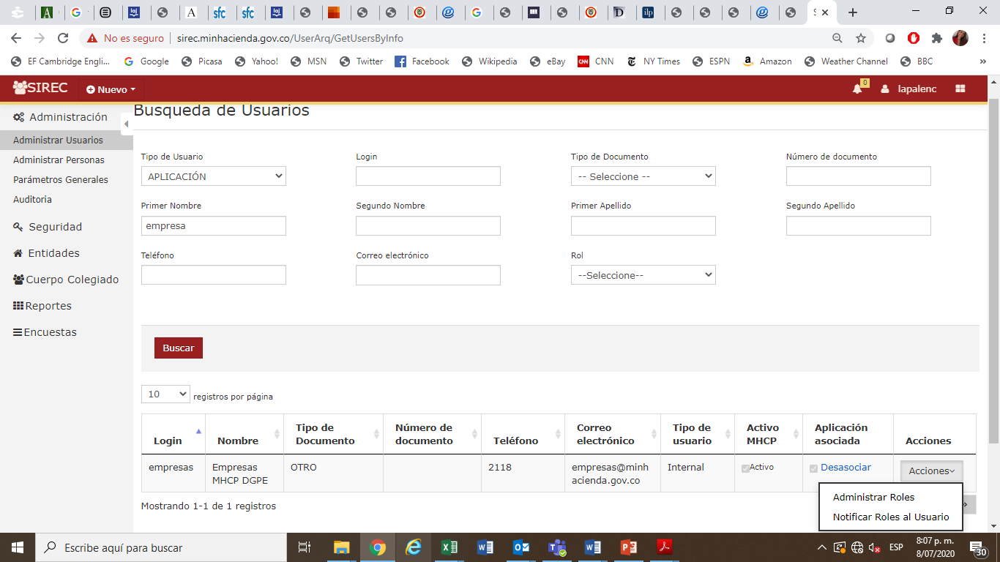 No es seguro | sirec.minhacienda.gov.co/UserArq/GetUsersByInfo
EF Cambridge Engli... Google Picasa Yahoo! MSN Twitter Facebook Wikipedia eBay CNN NY Times ESPN Amazon Weather Channel BBC »
SIREC Nuevo 0 lapalenc
Administración
Administrar Usuarios
Administrar Personas
Parámetros Generales
Auditoria
Seguridad
Entidades
Cuerpo Colegiado
Reportes
Encuestas
Busqueda de Usuarios
Tipo de Usuario Login Tipo de Documento Número de documento
APLICACIÓN -- Seleccione --
Primer Nombre Segundo Nombre Primer Apellido Segundo Apellido
empresa
Teléfono Correo electrónico Rol
--Seleccione--
Buscar
10 registros por página
Login Nombre Tipo de Documento Número de documento Teléfono Correo electrónico Tipo de usuario Activo MHCP Aplicación asociada Acciones
empresas Empresas MHCP DGPE OTRO 2118 empresas@minhacienda.gov.co Internal Activo Desasociar Acciones
Administrar Roles
Notificar Roles al Usuario
Mostrando 1-1 de 1 registros »
Escribe aquí para buscar
ESP
8:07 p. m.
8/07/2020
30